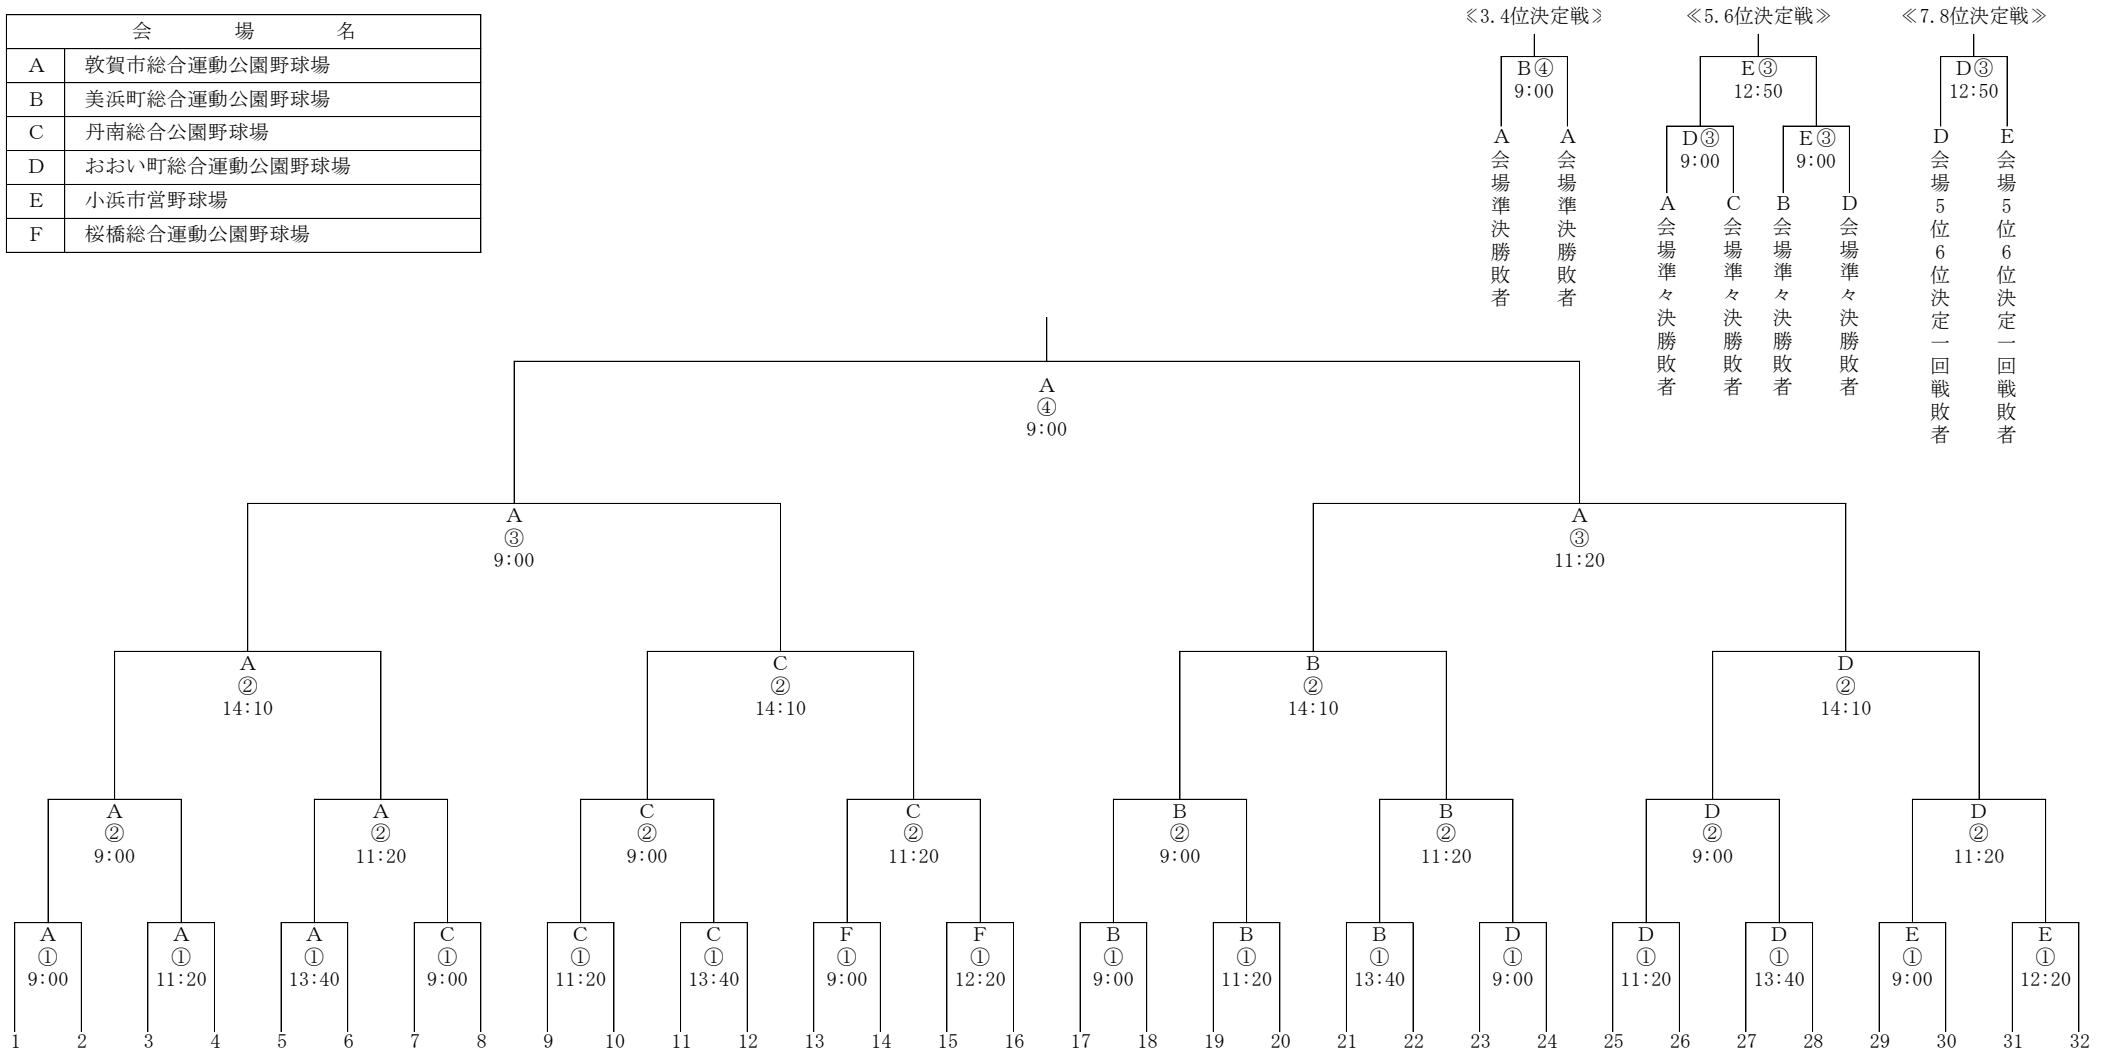 会 場 名
A 敦賀市総合運動公園野球場
B 美浜町総合運動公園野球場
C 丹南総合公園野球場
D おおい町総合運動公園野球場
E 小浜市営野球場
F 桜橋総合運動公園野球場
≪3.4位決定戦≫ ≪5.6位決定戦≫ ≪7.8位決定戦≫
B④ E③ D③
9:00 12:50 12:50
D③ E③
9:00 9:00
A会場準決勝敗者
A会場準決勝敗者
A会場準々決勝敗者
C会場準々決勝敗者
B会場準々決勝敗者
D会場準々決勝敗者
D会場5位6位決定一回戦敗者
E会場5位6位決定一回戦敗者
A
④
9:00
A A
③ ③
9:00 11:20
A C B D
② ② ② ②
14:10 14:10 14:10 14:10
A A C C B B D D
② ② ② ② ② ② ② ②
9:00 11:20 9:00 11:20 9:00 11:20 9:00 11:20
A A A C C C F F B B B D D D E E
① ① ① ① ① ① ① ① ① ① ① ① ① ① ① ①
9:00 11:20 13:40 9:00 11:20 13:40 9:00 12:20 9:00 11:20 13:40 9:00 11:20 13:40 9:00 12:20
1 2 3 4 5 6 7 8 9 10 11 12 13 14 15 16 17 18 19 20 21 22 23 24 25 26 27 28 29 30 31 32